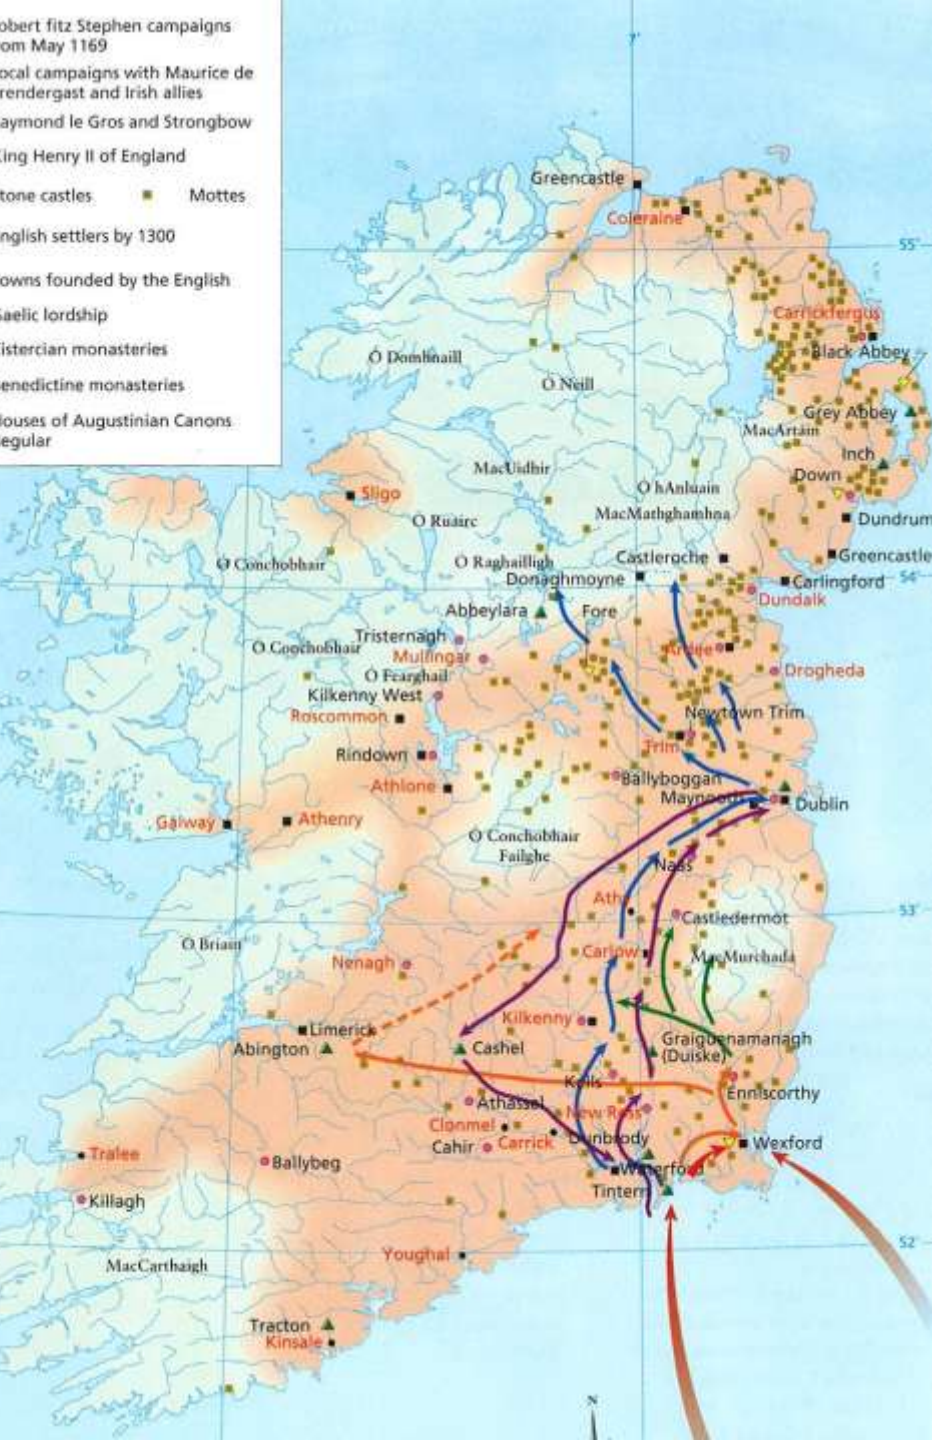 obert fitz Stephen campaigns
om May 1169
ocal campaigns with Maurice de
rendergast and Irish allies
aymond le Gros and Strongbow
ing Henry II of England
tone castles
Mottes
nglish settlers by 1300
owns founded by the English
aelic lordship
istercian monasteries
enedictine monasteries
ouses of Augustinian Canons
egular
7°
Greencastle
Coleraine
55°
Carrickfergus
Black Abbey
Ó Domhnaill
Ó Neill
Grey Abbey
MacArtáin
Inch
MacUidhir
Down
Ó hAnluain
Sligo
MacMathghamhna
Dundrum
Ó Ruairc
Greencastle
Castleroche
Ó Raghailligh
Ó Conchobhair
54°
Donaghmoyne
Carlingford
Dundalk
Abbeylara
Fore
Tristernagh
Ó Conchobhair
Ardee
Mullingar
Drogheda
Ó Fearghail
Kilkenny West
Newtown Trim
Roscommon
Trim
Rindown
Ballyboggan
Athlone
Maynooth
Dublin
Galway
Athenry
Ó Conchobhair
Failghe
Naas
Athy
53°
Castledermot
Ó Briain
Carlow
MacMurchada
Nenagh
Kilkenny
Limerick
Graiguenamanagh
(Duiske)
Abington
Cashel
Kells
Enniscorthy
Athassel
New Ross
Clonmel
Carrick
Dunbrody
Wexford
Cahir
Tralee
Ballybeg
Waterford
Tintern
Killagh
52
Youghal
MacCarthaigh
Tracton
Kinsale
N